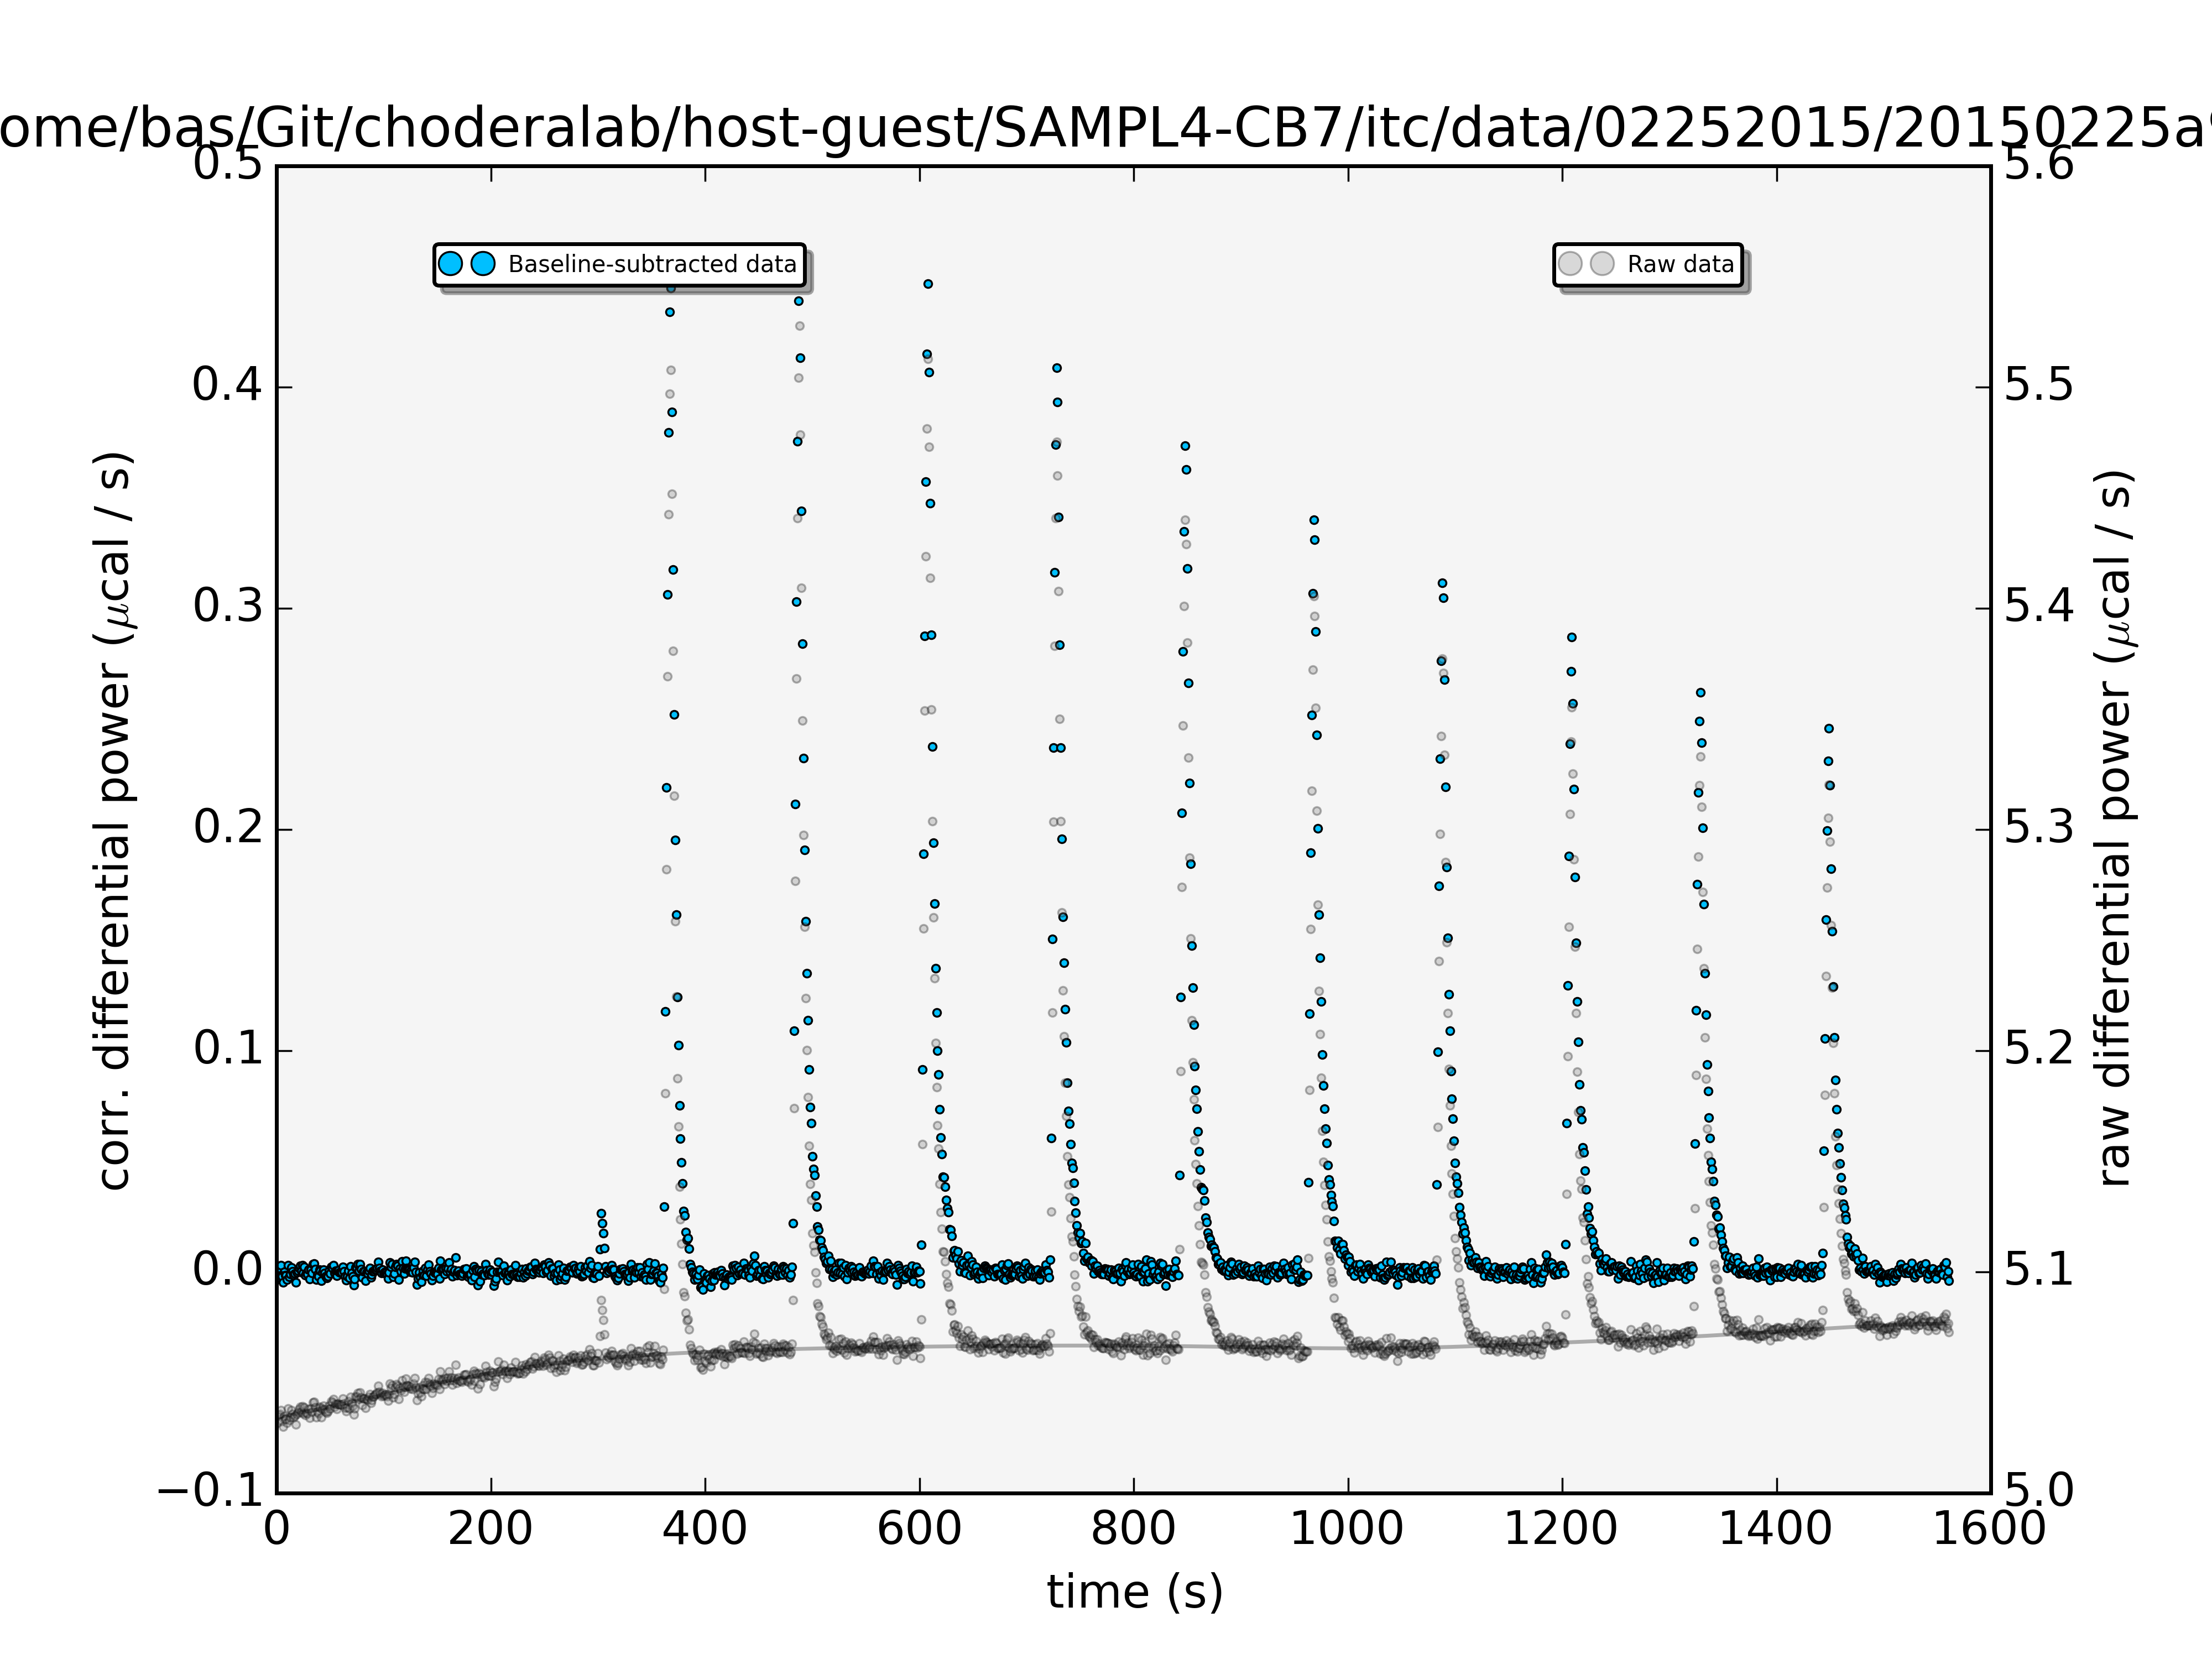 ome/bas/Git/choderalab/host-guest/SAMPL4-CB7/itc/data/02252015/20150225a
Baseline-subtracted data
Raw data
corr. differential power (μcal / s)
0.5
0.4
0.3
0.2
0.1
0.0
−0.1
5.6
5.5
5.4
5.3
5.2
5.1
5.0
raw differential power (μcal / s)
0 200 400 600 800 1000 1200 1400 1600
time (s)